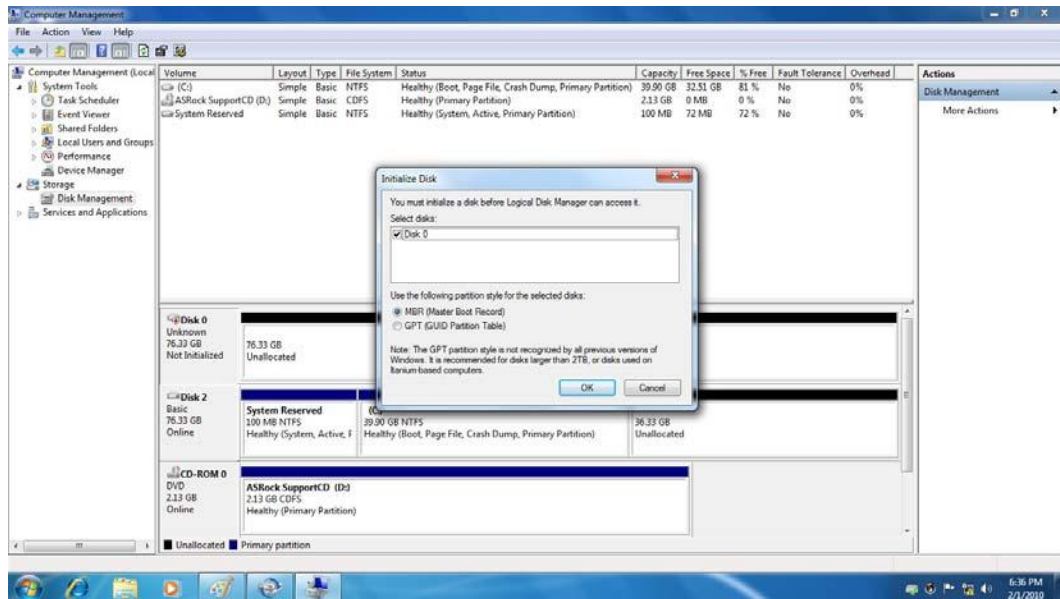 Computer Management
File Action View Help
Computer Management (Local
System Tools
Task Scheduler
Event Viewer
Shared Folders
Local Users and Groups
Performance
Device Manager
Storage
Disk Management
Services and Applications
Volume Layout Type File System Status Capacity Free Space % Free Fault Tolerance Overhead
(C:) Simple Basic NTFS Healthy (Boot, Page File, Crash Dump, Primary Partition) 39.90 GB 32.51 GB 81 % No 0%
ASRock SupportCD (D:) Simple Basic CDFS Healthy (Primary Partition) 2.13 GB 0 MB 0 % No 0%
System Reserved Simple Basic NTFS Healthy (System, Active, Primary Partition) 100 MB 72 MB 72 % No 0%
Actions
Disk Management
More Actions
Initialize Disk
You must initialize a disk before Logical Disk Manager can access it.
Select disks:
Disk 0
Use the following partition style for the selected disks:
MBR (Master Boot Record)
GPT (GUID Partition Table)
Note: The GPT partition style is not recognized by all previous versions of
Windows. It is recommended for disks larger than 2TB, or disks used on
Itanium-based computers.
OK Cancel
Disk 0
Unknown
76.33 GB
Not Initialized
76.33 GB
Unallocated
Disk 2
Basic
76.33 GB
Online
System Reserved
100 MB NTFS
Healthy (System, Active, F
(C:
39.90 GB NTFS
Healthy (Boot, Page File, Crash Dump, Primary Partition)
36.33 GB
Unallocated
CD-ROM 0
DVD
2.13 GB
Online
ASRock SupportCD (D:)
2.13 GB CDFS
Healthy (Primary Partition)
Unallocated Primary partition
6:36 PM
2/1/2010